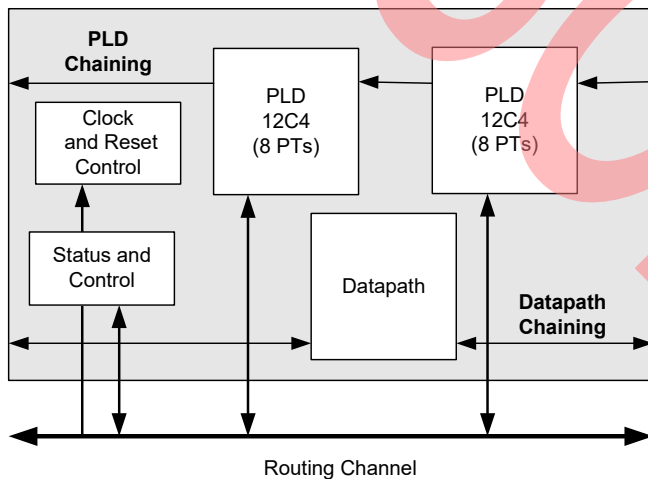 PLD
Chaining
PLD
12C4
(8 PTs)
PLD
12C4
(8 PTs)
Clock
and Reset
Control
Status and
Control
Datapath
Datapath
Chaining
Routing Channel